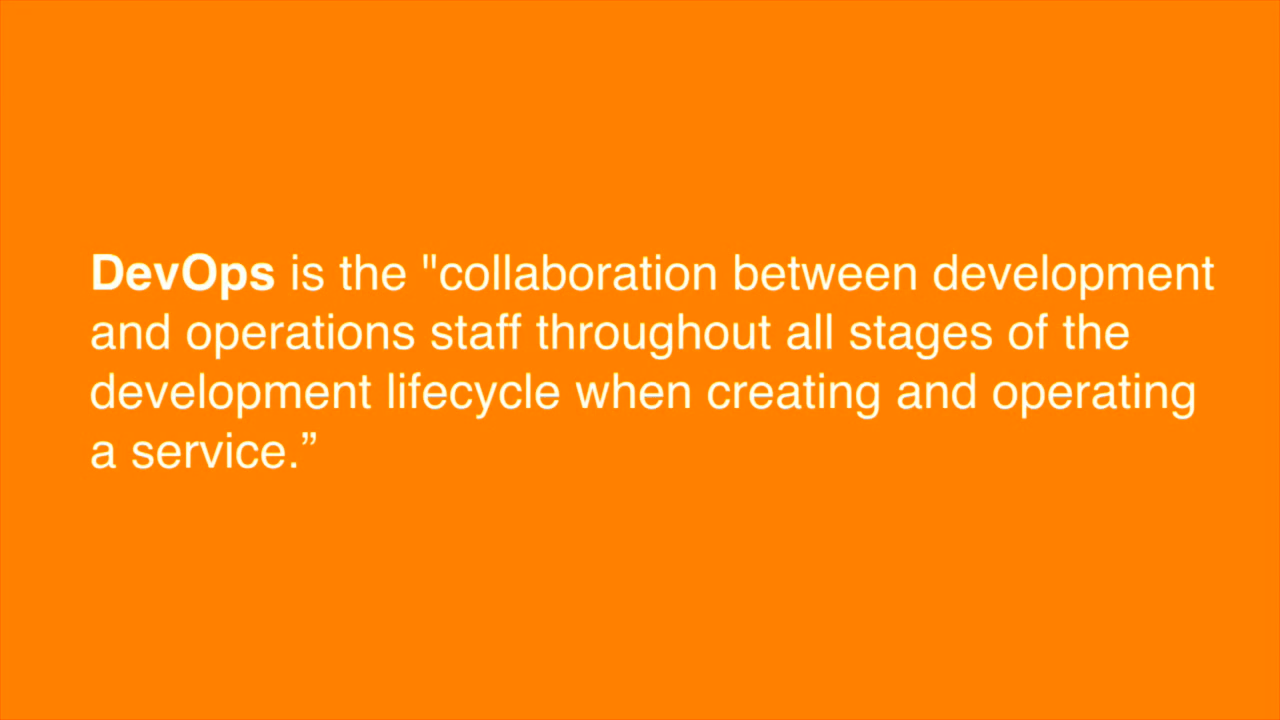 DevOps is the "collaboration between development
and operations staff throughout all stages of the
development lifecycle when creating and operating
a service.”